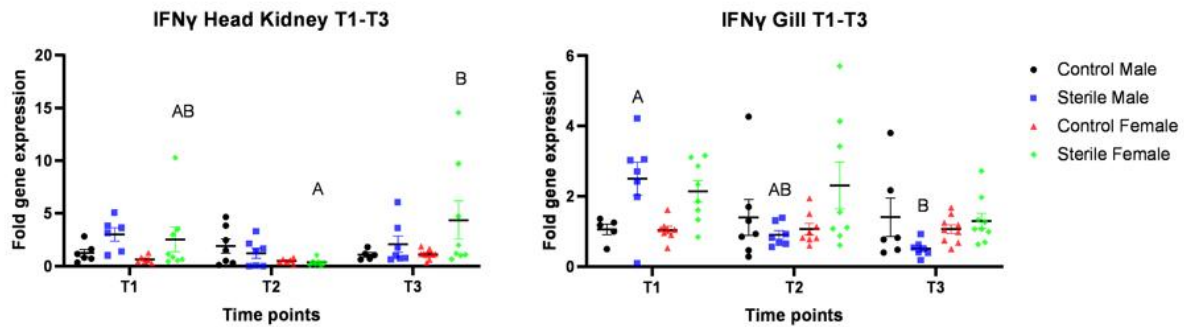 IFNγ Head Kidney T1-T3
Fold gene expression
20
15
10
5
0
AB
A
B
T1
T2
T3
Time points
IFNγ Gill T1-T3
Fold gene expression
6
4
2
0
A
AB
B
T1
T2
T3
Time points
Control Male
Sterile Male
Control Female
Sterile Female